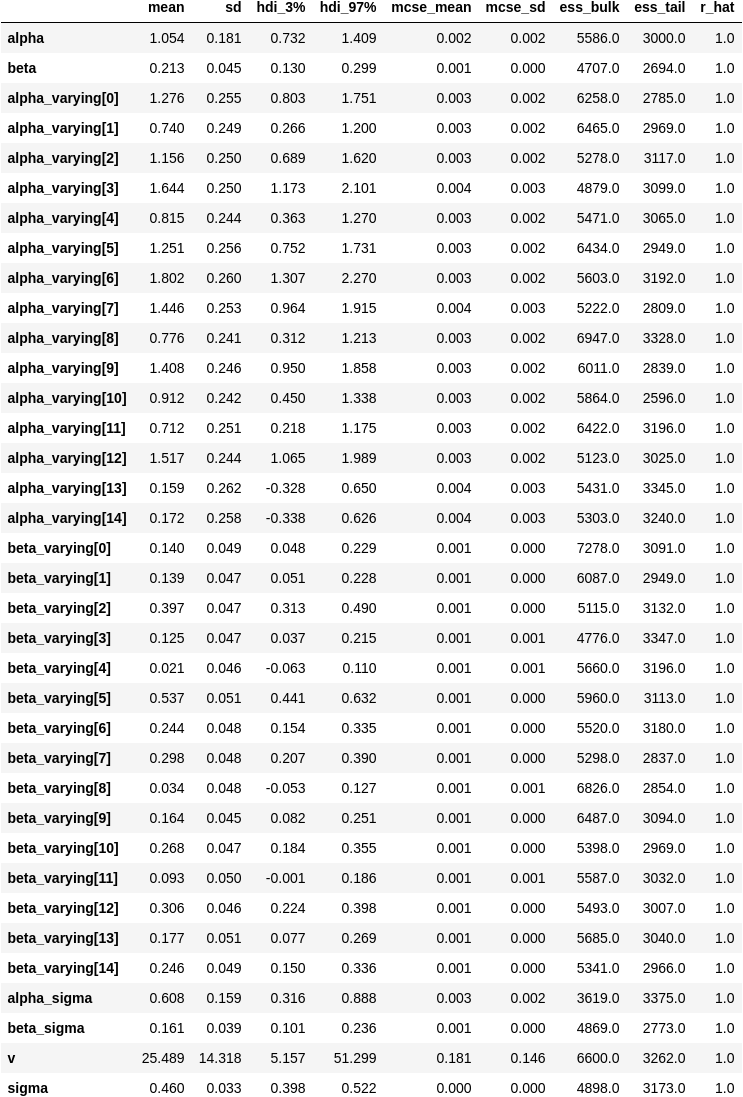 mean sd hdi_3% hdi_97% mcse_mean mcse_sd ess_bulk ess_tail r_hat
alpha 1.054 0.181 0.732 1.409 0.002 0.002 5586.0 3000.0 1.0
beta 0.213 0.045 0.130 0.299 0.001 0.000 4707.0 2694.0 1.0
alpha_varying[0] 1.276 0.255 0.803 1.751 0.003 0.002 6258.0 2785.0 1.0
alpha_varying[1] 0.740 0.249 0.266 1.200 0.003 0.002 6465.0 2969.0 1.0
alpha_varying[2] 1.156 0.250 0.689 1.620 0.003 0.002 5278.0 3117.0 1.0
alpha_varying[3] 1.644 0.250 1.173 2.101 0.004 0.003 4879.0 3099.0 1.0
alpha_varying[4] 0.815 0.244 0.363 1.270 0.003 0.002 5471.0 3065.0 1.0
alpha_varying[5] 1.251 0.256 0.752 1.731 0.003 0.002 6434.0 2949.0 1.0
alpha_varying[6] 1.802 0.260 1.307 2.270 0.003 0.002 5603.0 3192.0 1.0
alpha_varying[7] 1.446 0.253 0.964 1.915 0.004 0.003 5222.0 2809.0 1.0
alpha_varying[8] 0.776 0.241 0.312 1.213 0.003 0.002 6947.0 3328.0 1.0
alpha_varying[9] 1.408 0.246 0.950 1.858 0.003 0.002 6011.0 2839.0 1.0
alpha_varying[10] 0.912 0.242 0.450 1.338 0.003 0.002 5864.0 2596.0 1.0
alpha_varying[11] 0.712 0.251 0.218 1.175 0.003 0.002 6422.0 3196.0 1.0
alpha_varying[12] 1.517 0.244 1.065 1.989 0.003 0.002 5123.0 3025.0 1.0
alpha_varying[13] 0.159 0.262 -0.328 0.650 0.004 0.003 5431.0 3345.0 1.0
alpha_varying[14] 0.172 0.258 -0.338 0.626 0.004 0.003 5303.0 3240.0 1.0
beta_varying[0] 0.140 0.049 0.048 0.229 0.001 0.000 7278.0 3091.0 1.0
beta_varying[1] 0.139 0.047 0.051 0.228 0.001 0.000 6087.0 2949.0 1.0
beta_varying[2] 0.397 0.047 0.313 0.490 0.001 0.000 5115.0 3132.0 1.0
beta_varying[3] 0.125 0.047 0.037 0.215 0.001 0.001 4776.0 3347.0 1.0
beta_varying[4] 0.021 0.046 -0.063 0.110 0.001 0.001 5660.0 3196.0 1.0
beta_varying[5] 0.537 0.051 0.441 0.632 0.001 0.000 5960.0 3113.0 1.0
beta_varying[6] 0.244 0.048 0.154 0.335 0.001 0.000 5520.0 3180.0 1.0
beta_varying[7] 0.298 0.048 0.207 0.390 0.001 0.000 5298.0 2837.0 1.0
beta_varying[8] 0.034 0.048 -0.053 0.127 0.001 0.001 6826.0 2854.0 1.0
beta_varying[9] 0.164 0.045 0.082 0.251 0.001 0.000 6487.0 3094.0 1.0
beta_varying[10] 0.268 0.047 0.184 0.355 0.001 0.000 5398.0 2969.0 1.0
beta_varying[11] 0.093 0.050 -0.001 0.186 0.001 0.001 5587.0 3032.0 1.0
beta_varying[12] 0.306 0.046 0.224 0.398 0.001 0.000 5493.0 3007.0 1.0
beta_varying[13] 0.177 0.051 0.077 0.269 0.001 0.000 5685.0 3040.0 1.0
beta_varying[14] 0.246 0.049 0.150 0.336 0.001 0.000 5341.0 2966.0 1.0
alpha_sigma 0.608 0.159 0.316 0.888 0.003 0.002 3619.0 3375.0 1.0
beta_sigma 0.161 0.039 0.101 0.236 0.001 0.000 4869.0 2773.0 1.0
v 25.489 14.318 5.157 51.299 0.181 0.146 6600.0 3262.0 1.0
sigma 0.460 0.033 0.398 0.522 0.000 0.000 4898.0 3173.0 1.0